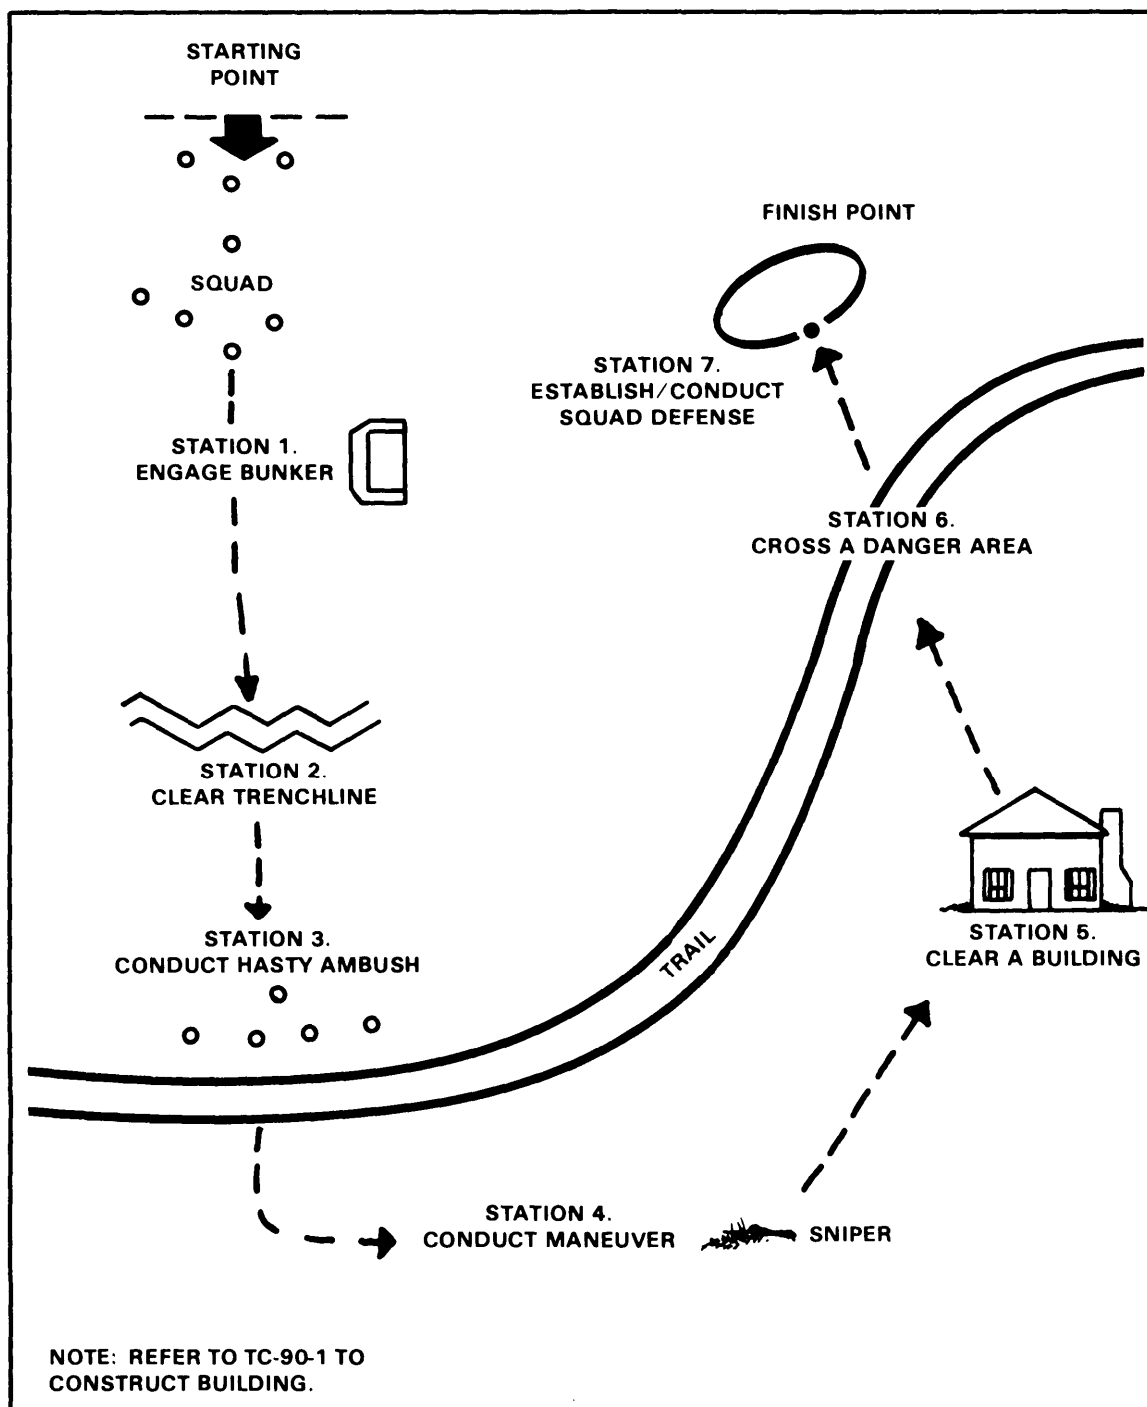 STARTING
POINT
SQUAD
FINISH POINT
STATION 7.
ESTABLISH/CONDUCT
SQUAD DEFENSE
STATION 1.
ENGAGE BUNKER
STATION 6.
CROSS A DANGER AREA
STATION 2.
CLEAR TRENCHLINE
STATION 3.
CONDUCT HASTY AMBUSH
TRAIL
STATION 5.
CLEAR A BUILDING
STATION 4.
CONDUCT MANEUVER
SNIPER
NOTE: REFER TO TC-90-1 TO
CONSTRUCT BUILDING.